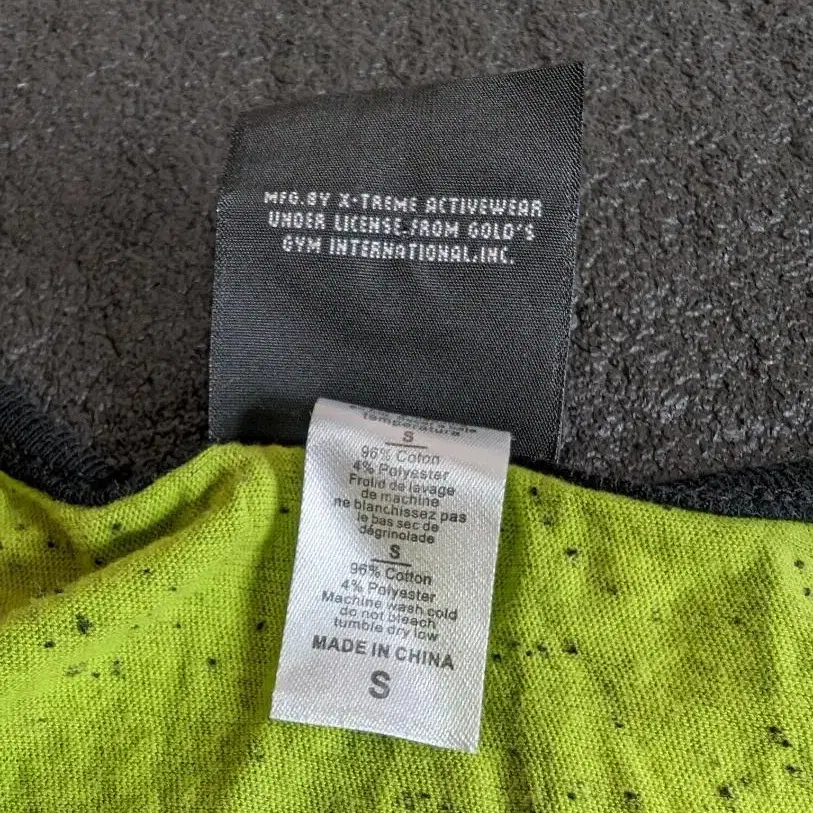 MFG. BY X-TREME ACTIVEWEAR
UNDER LICENSE FROM GOLD'S
GYM INTERNATIONAL, INC.
temperatura
S
96% Coton
4% Polyester
Froid de lavage
de machine
ne blanchissez pas
le bas sec de
dégrinolade
S
96% Cotton
4% Polyester
Machine wash cold
do not bleach
tumble dry low
MADE IN CHINA
S